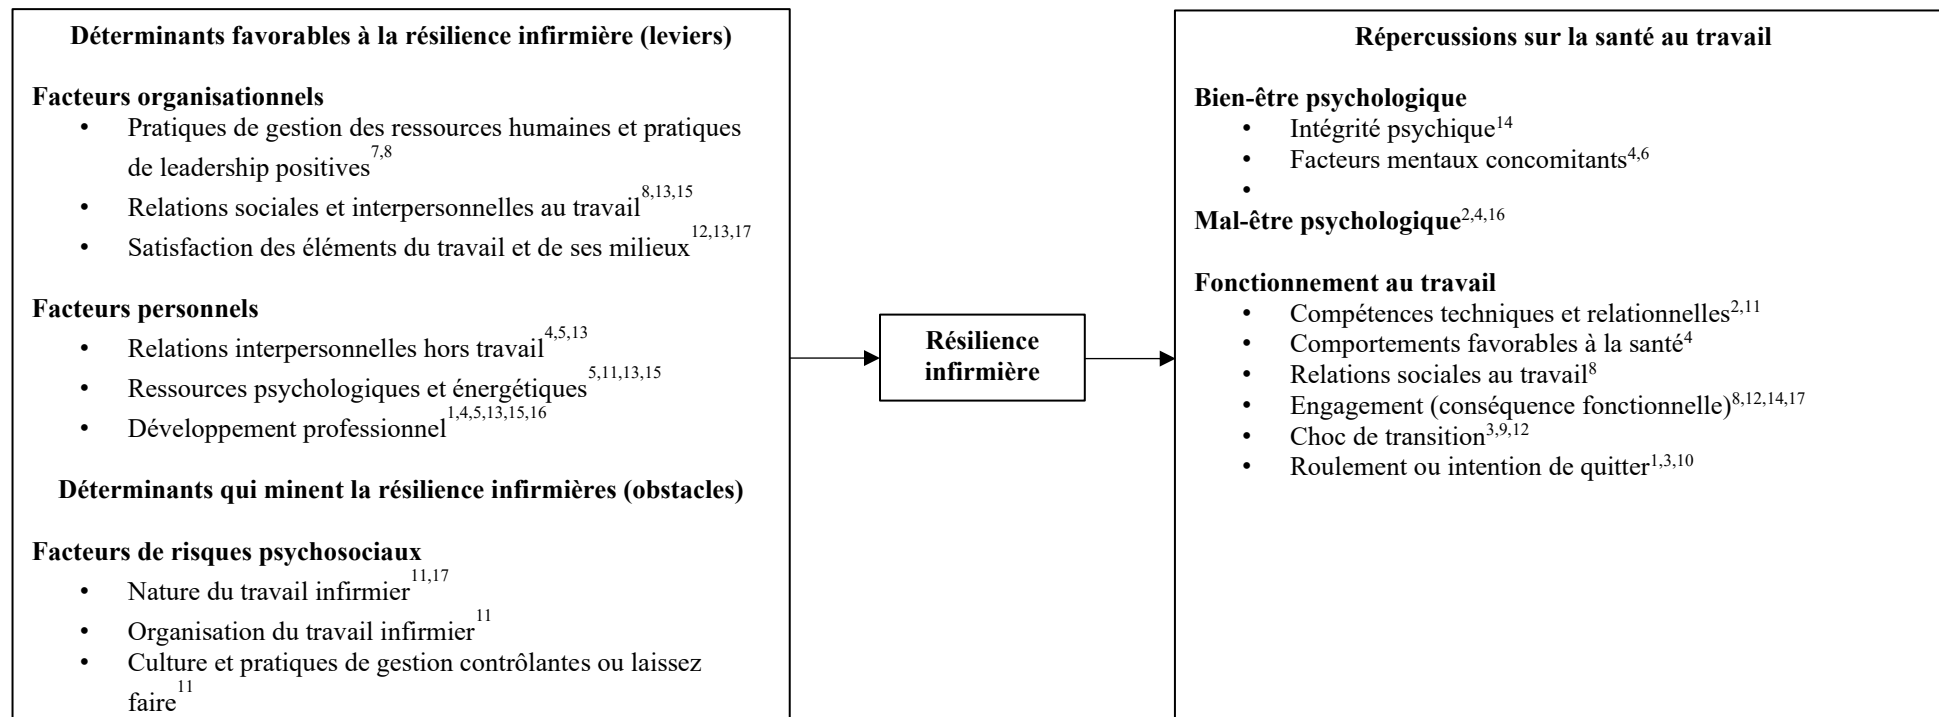 Déterminants favorables à la résilience infirmière (leviers)
Facteurs organisationnels
• Pratiques de gestion des ressources humaines et pratiques
de leadership positives7,8
• Relations sociales et interpersonnelles au travail8,13,15
• Satisfaction des éléments du travail et de ses milieux12,13,17
Facteurs personnels
• Relations interpersonnelles hors travail4,5,13
• Ressources psychologiques et énergétiques5,11,13,15
• Développement professionnel1,4,5,13,15,16
Déterminants qui minent la résilience infirmières (obstacles)
Facteurs de risques psychosociaux
• Nature du travail infirmier11,17
• Organisation du travail infirmier11
• Culture et pratiques de gestion contrôlantes ou laissez
faire11
Résilience
infirmière
Répercussions sur la santé au travail
Bien-être psychologique
• Intégrité psychique14
• Facteurs mentaux concomitants4,6
•
Mal-être psychologique2,4,16
Fonctionnement au travail
• Compétences techniques et relationnelles2,11
• Comportements favorables à la santé4
• Relations sociales au travail8
• Engagement (conséquence fonctionnelle)8,12,14,17
• Choc de transition3,9,12
• Roulement ou intention de quitter1,3,10